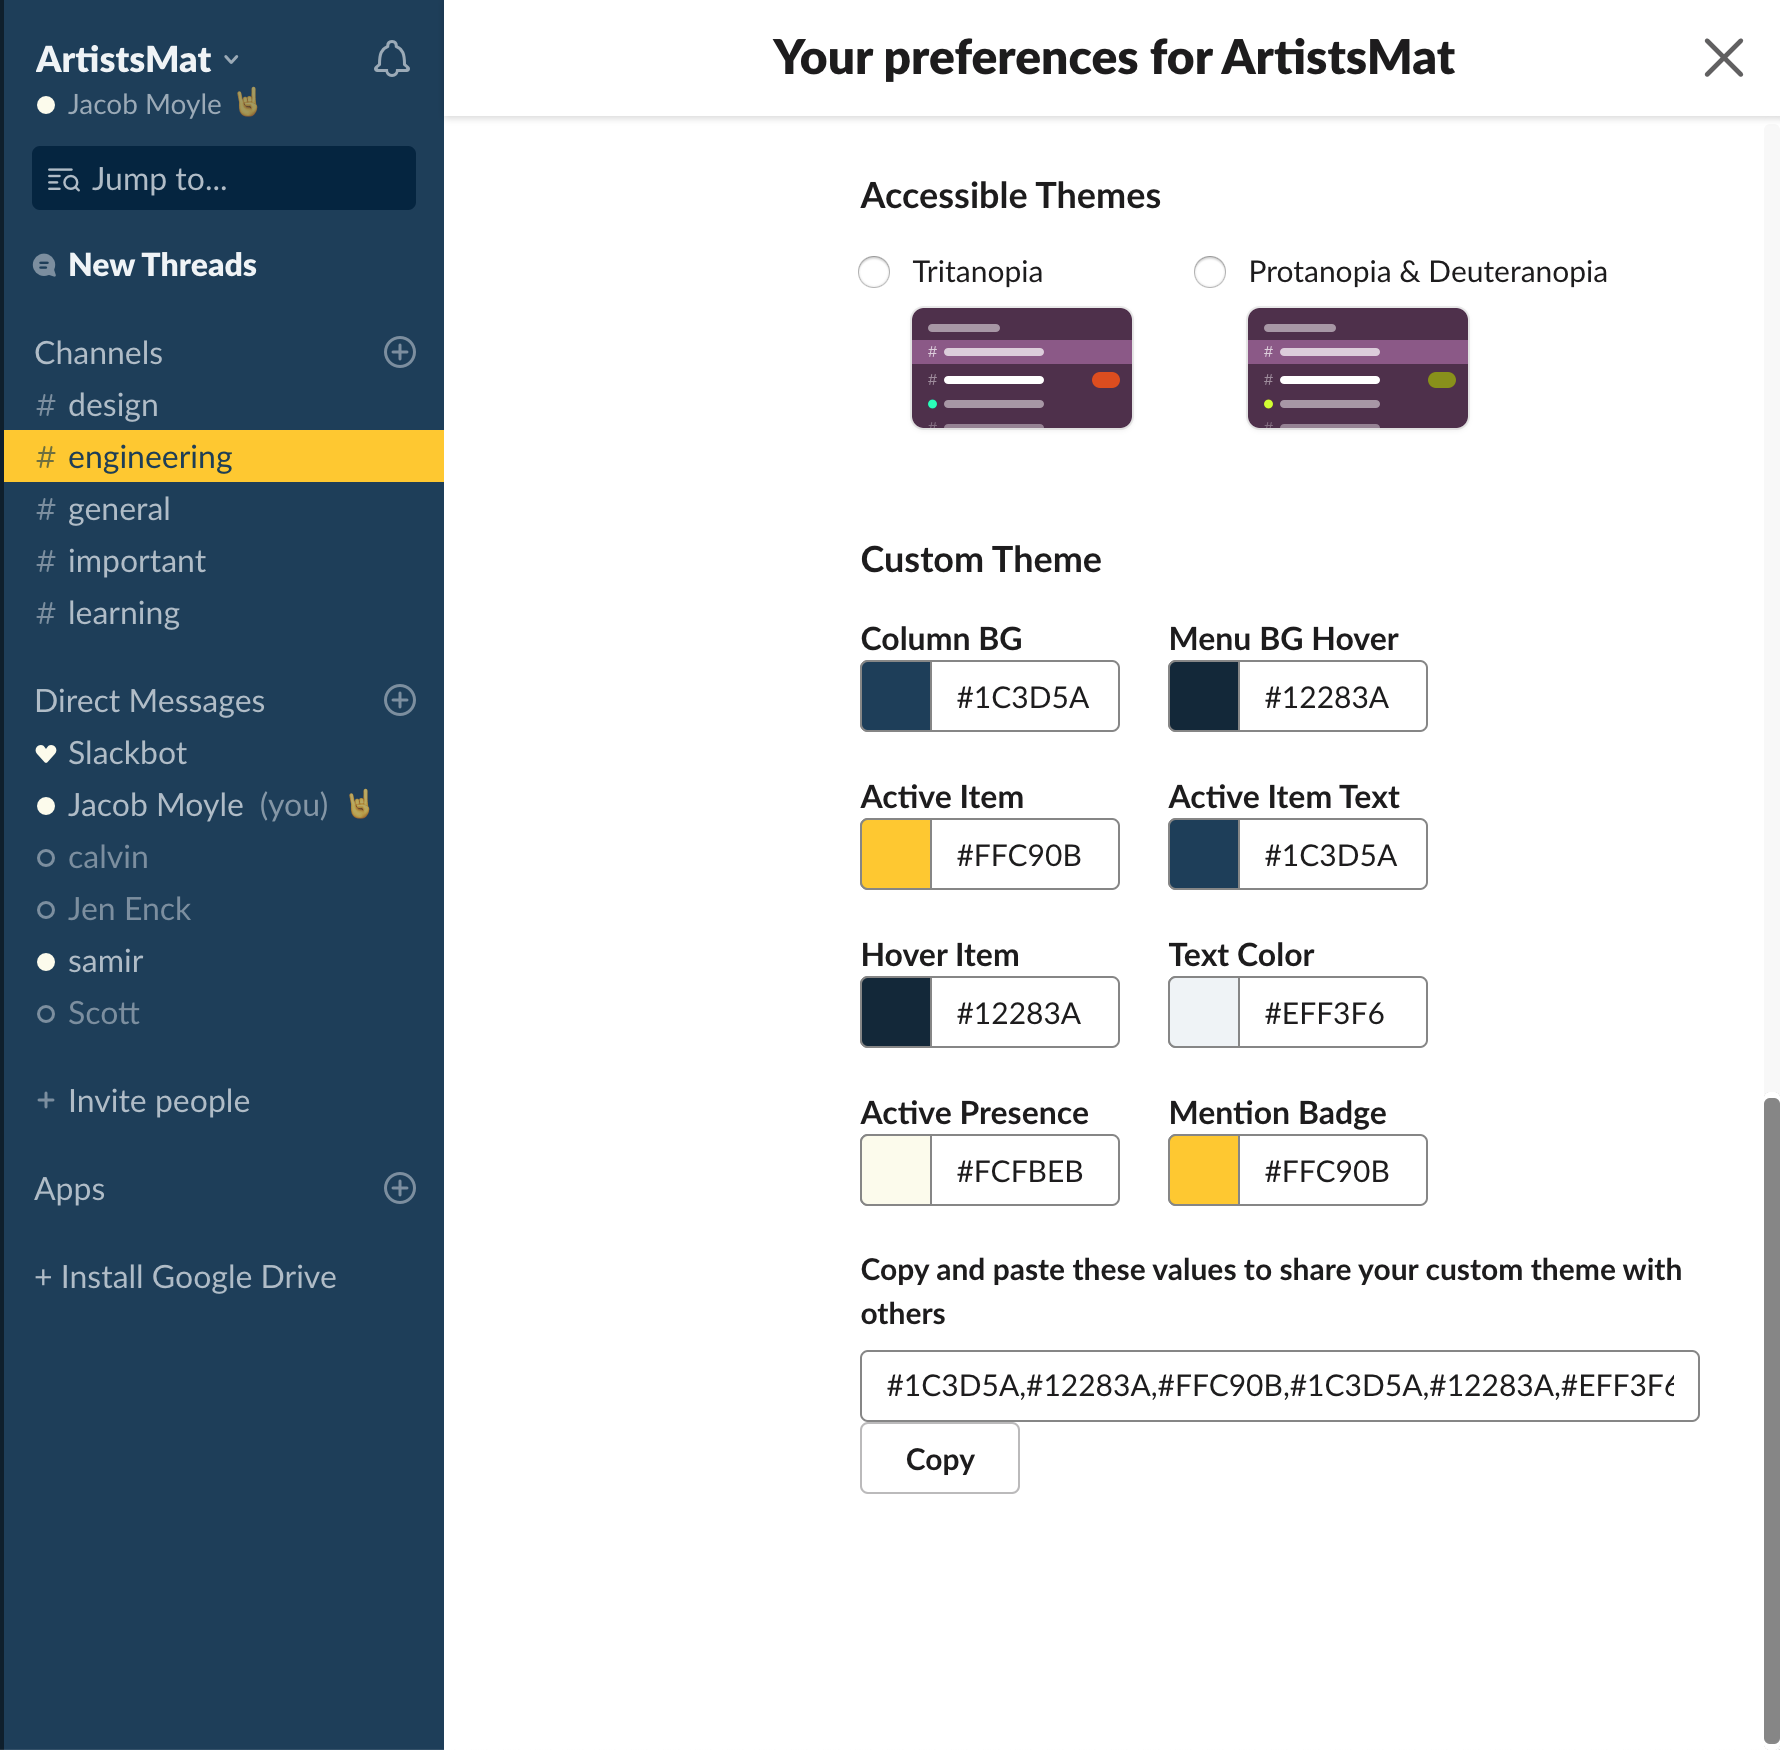 ArtistsMat
Jacob Moyle 🤘
Jump to...
New Threads
Channels
# design
# engineering
# general
# important
# learning
Direct Messages
Slackbot
Jacob Moyle (you) 🤘
calvin
Jen Enck
samir
Scott
+ Invite people
Apps
+ Install Google Drive
Your preferences for ArtistsMat
Accessible Themes
Tritanopia
Protanopia & Deuteranopia
#
#
#
#
#
#
Custom Theme
Column BG
#1C3D5A
Menu BG Hover
#12283A
Active Item
#FFC90B
Active Item Text
#1C3D5A
Hover Item
#12283A
Text Color
#EFF3F6
Active Presence
#FCFBEB
Mention Badge
#FFC90B
Copy and paste these values to share your custom theme with
others
#1C3D5A,#12283A,#FFC90B,#1C3D5A,#12283A,#EFF3F6
Copy